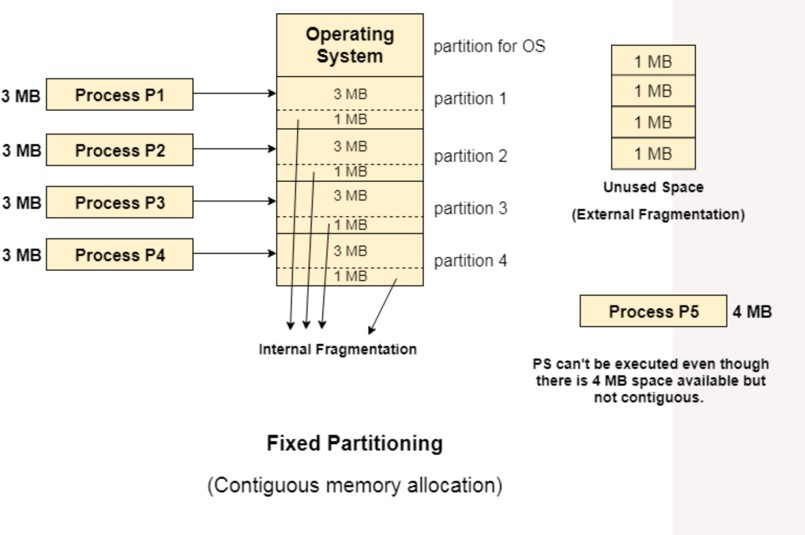 Operating
System
partition for OS
3 MB Process P1
3 MB
partition 1
1 MB
3 MB Process P2
3 MB
partition 2
1 MB
3 MB Process P3
3 MB
partition 3
1 MB
3 MB Process P4
3 MB
partition 4
1 MB
Internal Fragmentation
1 MB
1 MB
1 MB
1 MB
Unused Space
(External Fragmentation)
Process P5 4 MB
PS can't be executed even though
there is 4 MB space available but
not contiguous.
Fixed Partitioning
(Contiguous memory allocation)